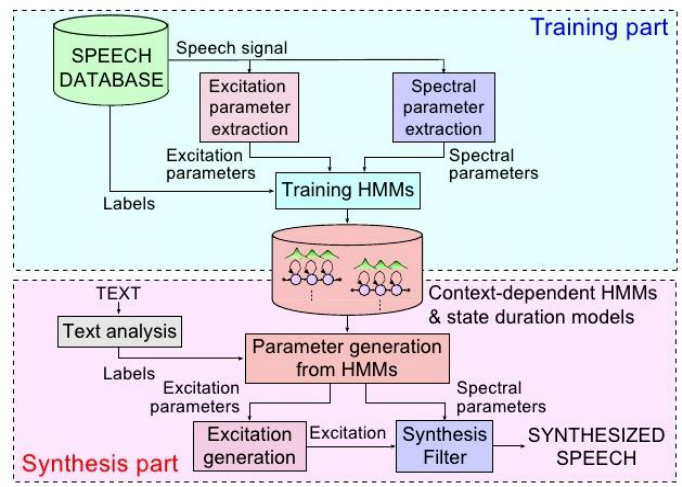 Training part
SPEECH
DATABASE
Speech signal
Excitation
parameter
extraction
Spectral
parameter
extraction
Excitation
parameters
Spectral
parameters
Labels
Training HMMs
Context-dependent HMMs
& state duration models
TEXT
Text analysis
Labels
Parameter generation
from HMMs
Excitation
parameters
Spectral
parameters
Excitation
generation
Excitation
Synthesis
Filter
SYNTHESIZED
SPEECH
Synthesis part